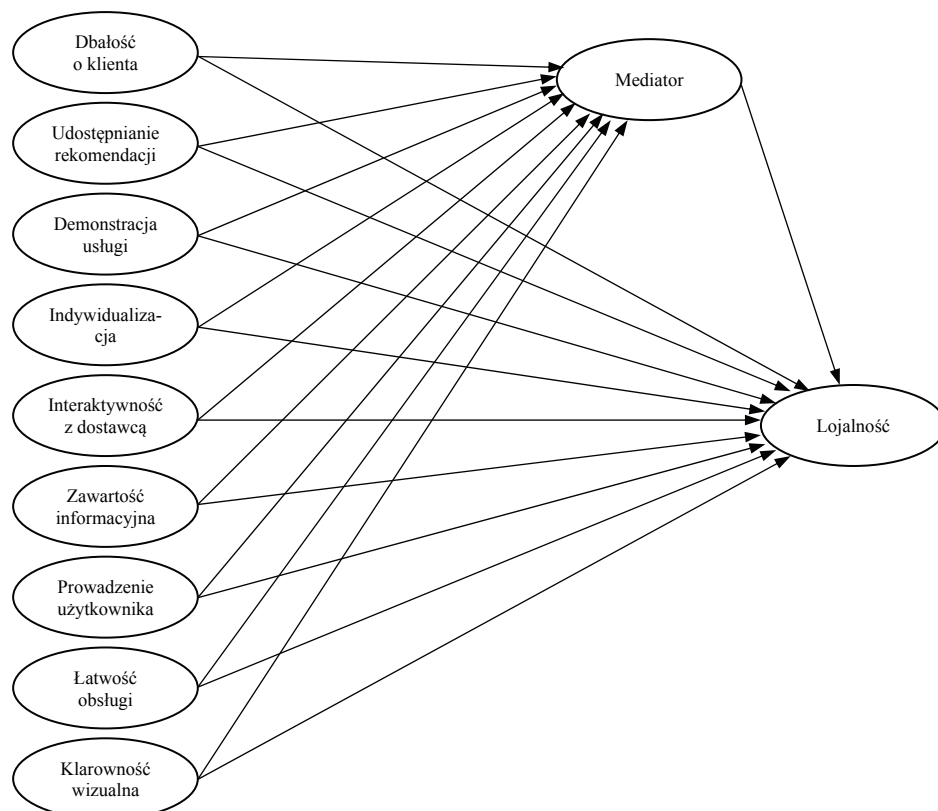 Dbałość
o klienta
Mediator
Udostępnianie
rekomendacji
Demonstracja
usługi
Indywidualiza-
cja
Interaktywność
z dostawcą
Lojalność
Zawartość
informacyjna
Prowadzenie
użytkownika
Łatwość
obsługi
Klarowność
wizualna